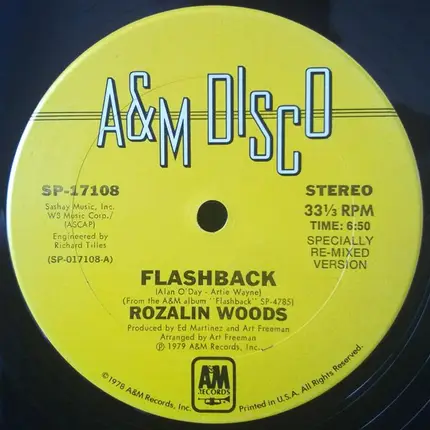 A&M DISCO
SP-17108
Sashay Music, Inc.
WB Music Corp./
(ASCAP)
Engineered by
Richard Tilles
(SP-017108-A)
STEREO
33⅓ RPM
TIME: 6:50
SPECIALLY
RE-MIXED
VERSION
FLASHBACK
(Alan O'Day - Artie Wayne)
(From the A&M album "Flashback" SP-4785)
ROZALIN WOODS
Produced by Ed Martinez and Art Freeman
Arranged by Art Freeman
℗ 1979 A&M Records, Inc.
A&M
RECORDS
©1978 A&M Records, Inc. Printed in U.S.A. All Rights Reserved.